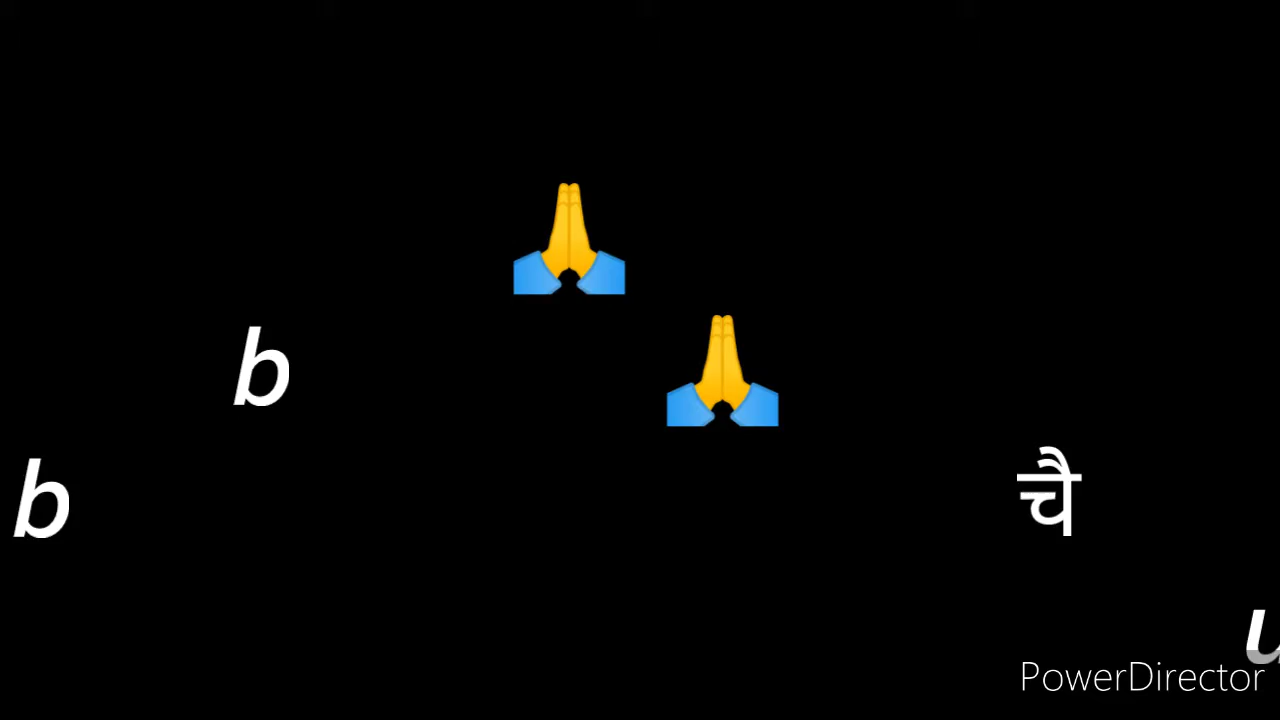 🙏
b 🙏
b चै
u
PowerDirector